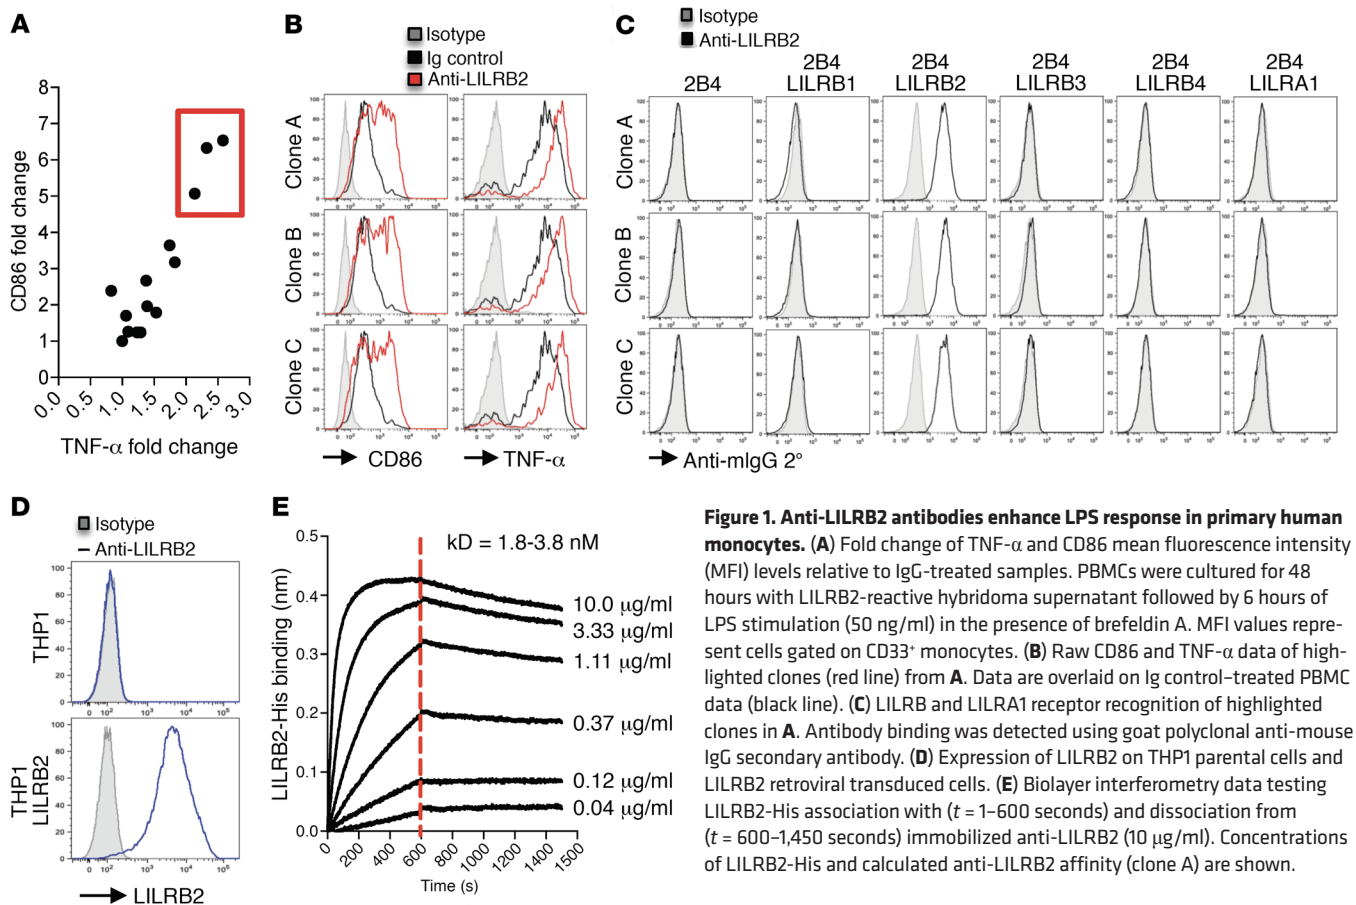 A
CD86 fold change
8
7
6
5
4
3
2
1
0
0.0
0.5
1.0
1.5
2.0
2.5
3.0
TNF-α fold change
B
Isotype
Ig control
Anti-LILRB2
Clone A
Clone B
Clone C
CD86
TNF-α
C
Isotype
Anti-LILRB2
2B4
2B4 LILRB1
2B4 LILRB2
2B4 LILRB3
2B4 LILRB4
2B4 LILRA1
Clone A
Clone B
Clone C
Anti-mIgG 2°
D
Isotype
Anti-LILRB2
THP1
THP1 LILRB2
LILRB2
E
LILRB2-His binding (nm)
0.5
0.4
0.3
0.2
0.1
0.0
kD = 1.8-3.8 nM
10.0 µg/ml
3.33 µg/ml
1.11 µg/ml
0.37 µg/ml
0.12 µg/ml
0.04 µg/ml
0
200
400
600
800
1000
1200
1400
1500
Time (s)
Figure 1. Anti-LILRB2 antibodies enhance LPS response in primary human
monocytes. (A) Fold change of TNF-α and CD86 mean fluorescence intensity
(MFI) levels relative to IgG-treated samples. PBMCs were cultured for 48
hours with LILRB2-reactive hybridoma supernatant followed by 6 hours of
LPS stimulation (50 ng/ml) in the presence of brefeldin A. MFI values repre-
sent cells gated on CD33⁺ monocytes. (B) Raw CD86 and TNF-α data of high-
lighted clones (red line) from A. Data are overlaid on Ig control–treated PBMC
data (black line). (C) LILRB and LILRA1 receptor recognition of highlighted
clones in A. Antibody binding was detected using goat polyclonal anti-mouse
IgG secondary antibody. (D) Expression of LILRB2 on THP1 parental cells and
LILRB2 retroviral transduced cells. (E) Biolayer interferometry data testing
LILRB2-His association with (t = 1–600 seconds) and dissociation from
(t = 600–1,450 seconds) immobilized anti-LILRB2 (10 µg/ml). Concentrations
of LILRB2-His and calculated anti-LILRB2 affinity (clone A) are shown.